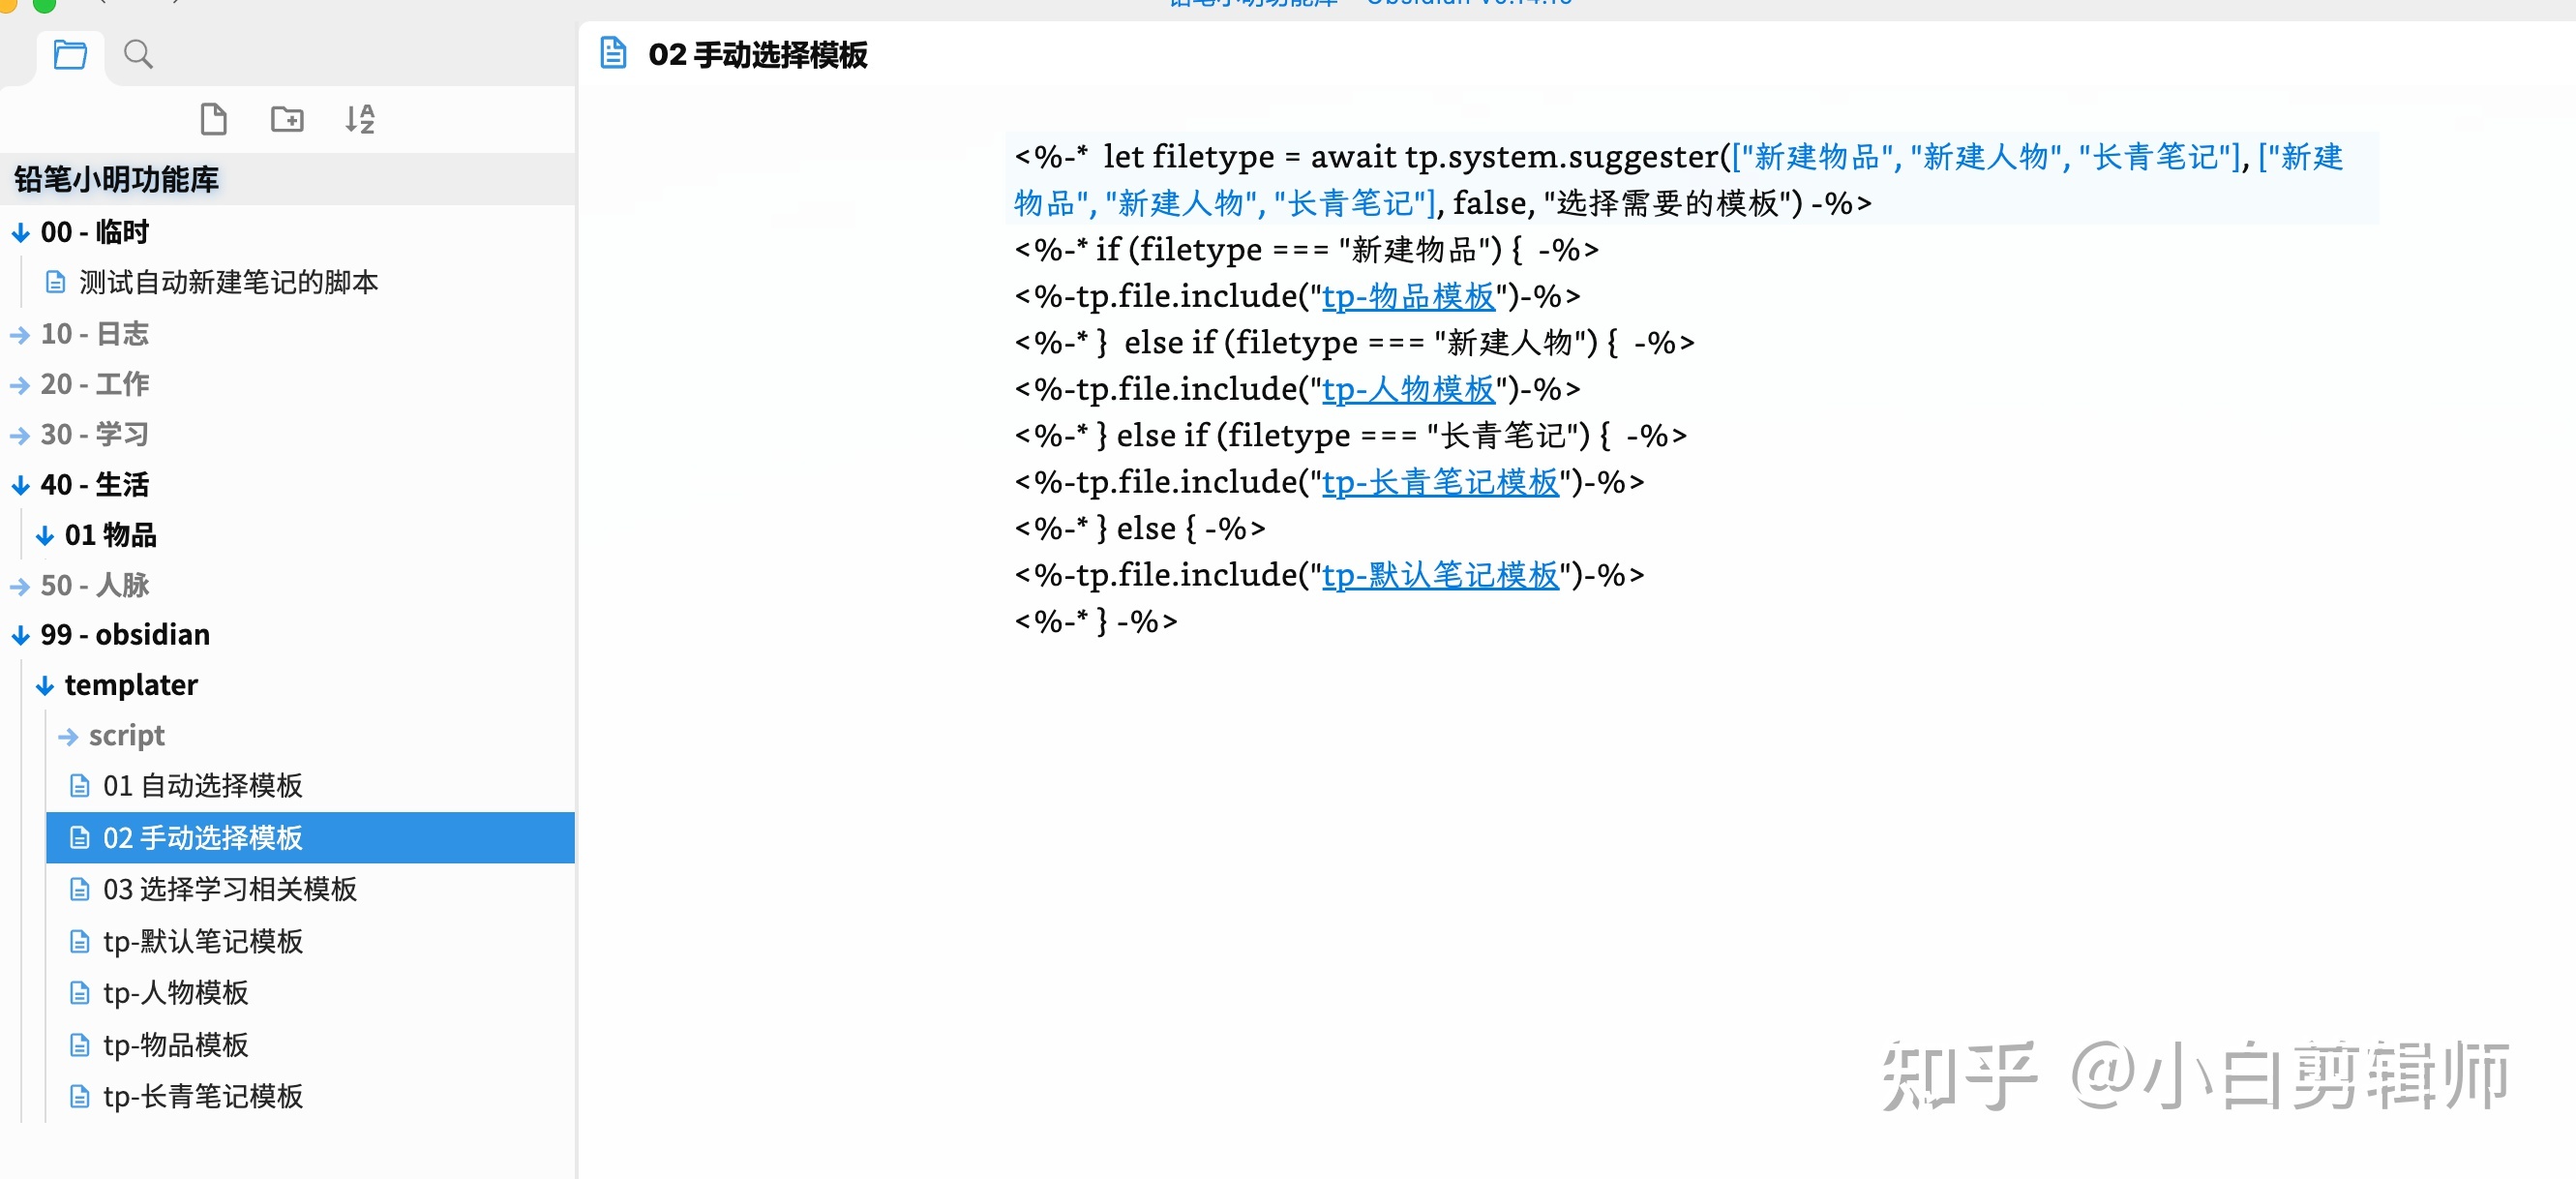 02 手动选择模板
铅笔小明功能库
00 - 临时
测试自动新建笔记的脚本
10 - 日志
20 - 工作
30 - 学习
40 - 生活
01 物品
50 - 人脉
99 - obsidian
templater
script
01 自动选择模板
02 手动选择模板
03 选择学习相关模板
tp-默认笔记模板
tp-人物模板
tp-物品模板
tp-长青笔记模板
<%-* let filetype = await tp.system.suggester(["新建物品", "新建人物", "长青笔记"], ["新建
物品", "新建人物", "长青笔记"], false, "选择需要的模板") -%>
<%-* if (filetype === "新建物品") { -%>
<%-tp.file.include("tp-物品模板")-%>
<%-* } else if (filetype === "新建人物") { -%>
<%-tp.file.include("tp-人物模板")-%>
<%-* } else if (filetype === "长青笔记") { -%>
<%-tp.file.include("tp-长青笔记模板")-%>
<%-* } else { -%>
<%-tp.file.include("tp-默认笔记模板")-%>
<%-* } -%>
知乎 @小白剪辑师